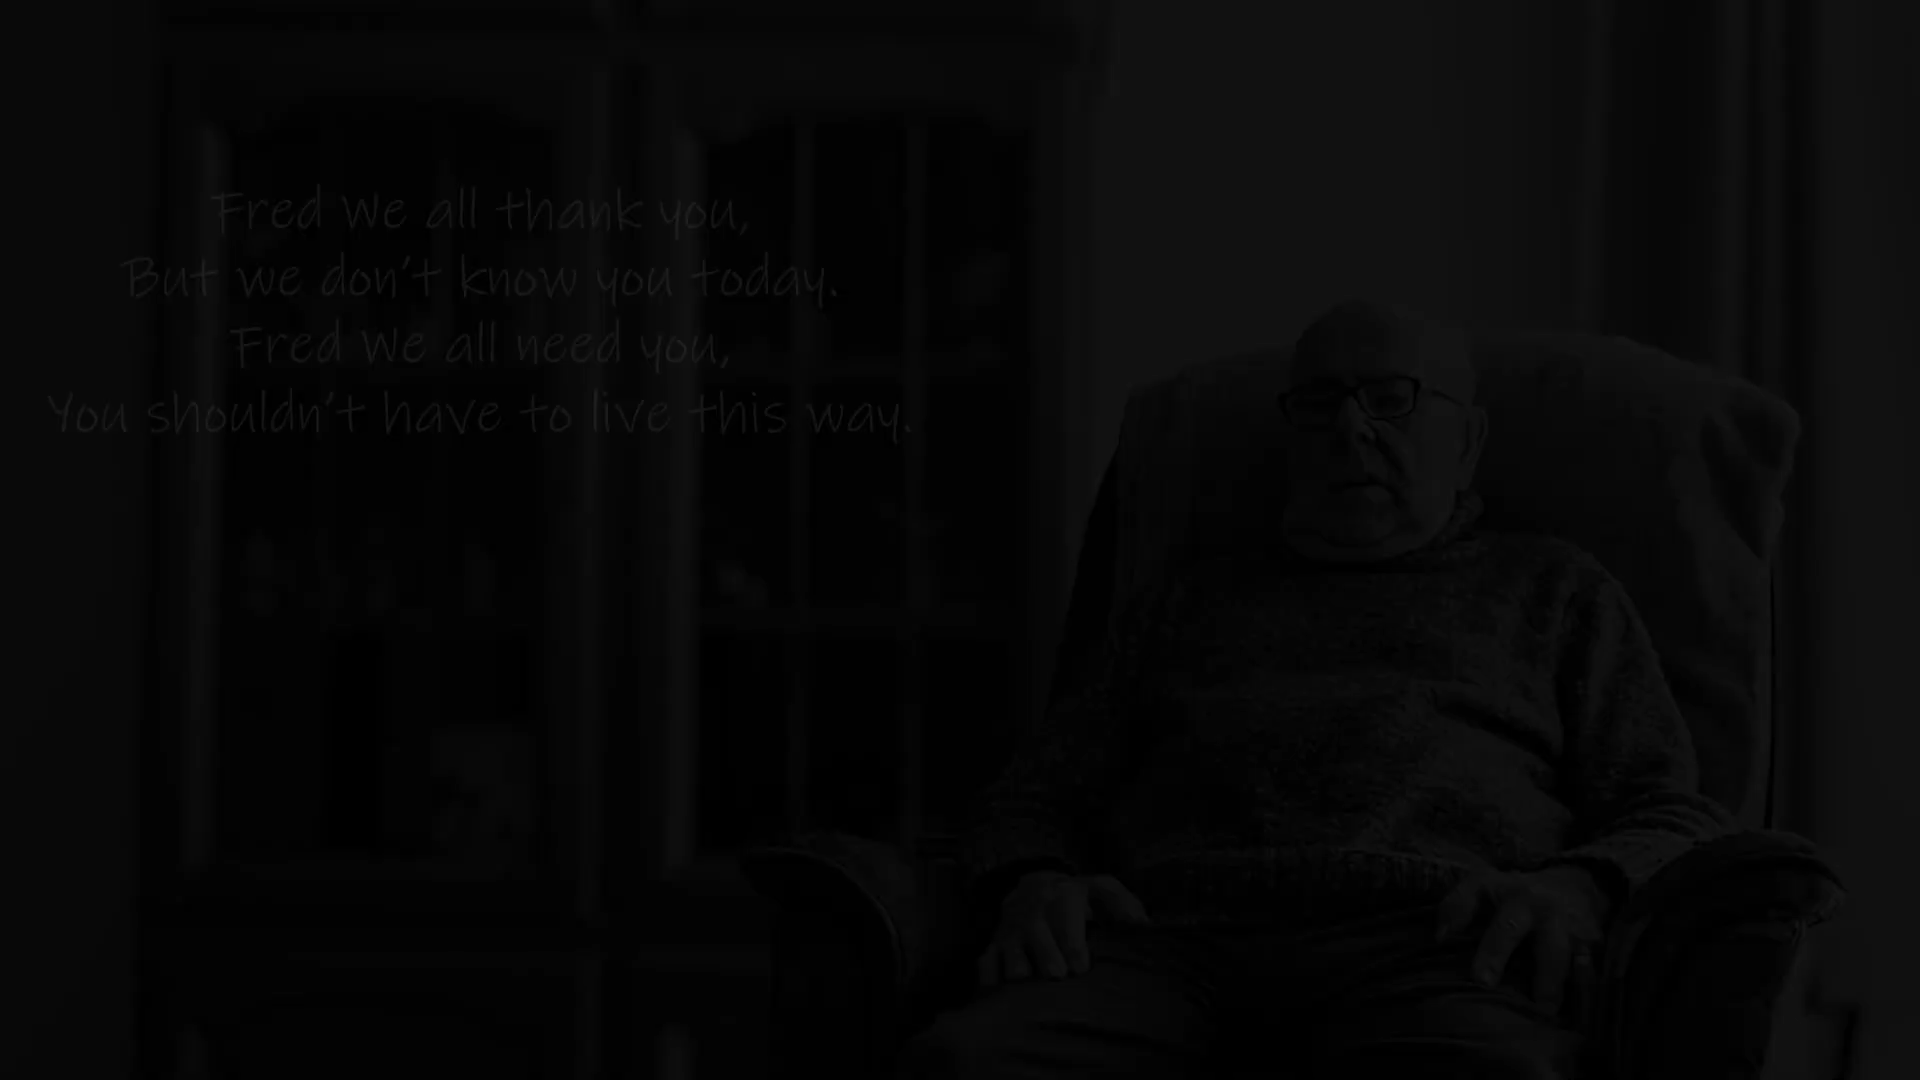 Fred We all thank you,
But we don't know you today.
Fred We all need you,
You shouldn't have to live this way.